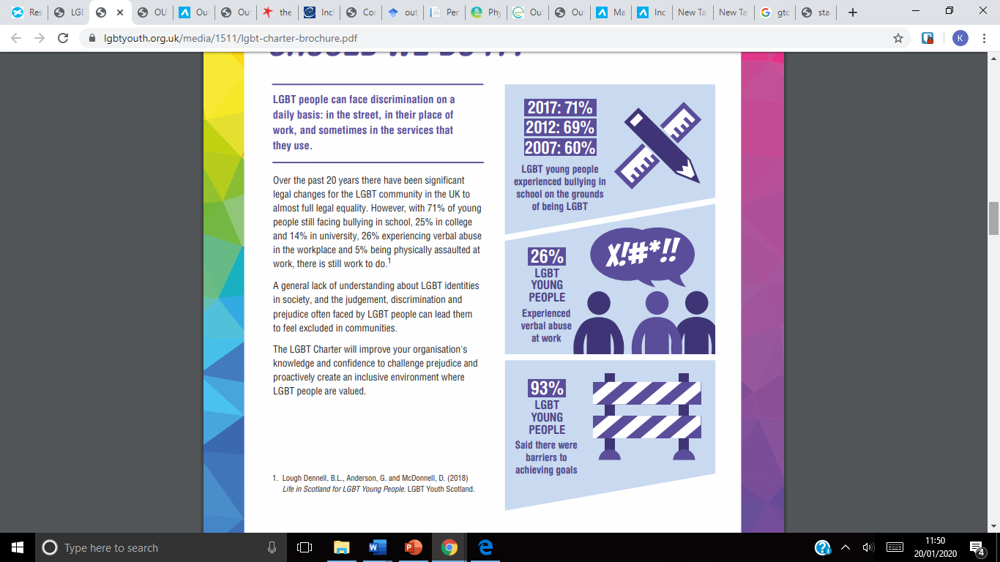 Res
LGE
OU
Out
Out
the
Incl
Cor
out
Per
Phy
Ou
Out
Ma
Inc
New Ta
New Ta
gtc
sta
lgbtyouth.org.uk/media/1511/lgbt-charter-brochure.pdf
K
LGBT people can face discrimination on a
daily basis: in the street, in their place of
work, and sometimes in the services that
they use.
Over the past 20 years there have been significant
legal changes for the LGBT community in the UK to
almost full legal equality. However, with 71% of young
people still facing bullying in school, 25% in college
and 14% in university, 26% experiencing verbal abuse
in the workplace and 5% being physically assaulted at
work, there is still work to do.1
A general lack of understanding about LGBT identities
in society, and the judgement, discrimination and
prejudice often faced by LGBT people can lead them
to feel excluded in communities.
The LGBT Charter will improve your organisation's
knowledge and confidence to challenge prejudice and
proactively create an inclusive environment where
LGBT people are valued.
1. Lough Dennell, B.L., Anderson, G. and McDonnell, D. (2018)
Life in Scotland for LGBT Young People. LGBT Youth Scotland.
2017: 71%
2012: 69%
2007: 60%
LGBT young people
experienced bullying in
school on the grounds
of being LGBT
X!#*!!
26%
LGBT
YOUNG
PEOPLE
Experienced
verbal abuse
at work
93%
LGBT
YOUNG
PEOPLE
Said there were
barriers to
achieving goals
Type here to search
11:50
20/01/2020
4